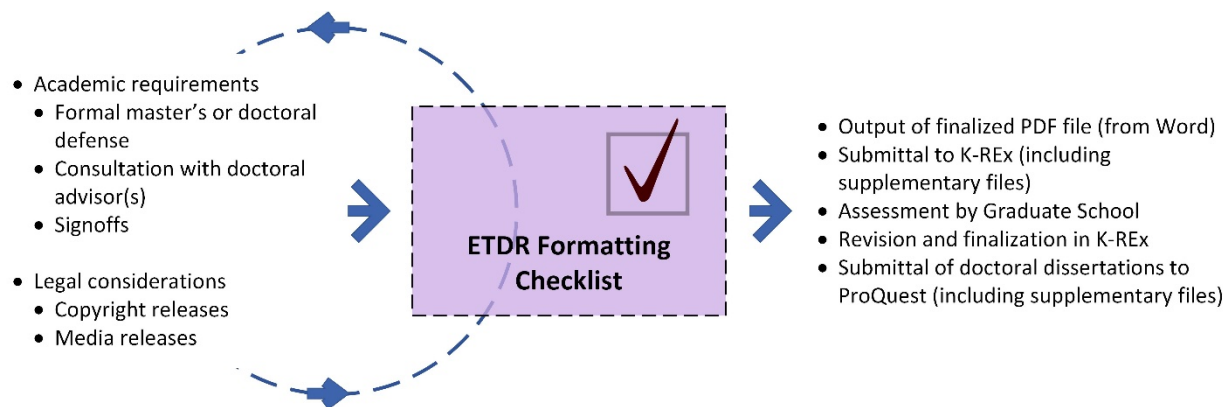 • Academic requirements
• Formal master’s or doctoral
defense
• Consultation with doctoral
advisor(s)
• Signoffs
• Legal considerations
• Copyright releases
• Media releases
ETDR Formatting
Checklist
• Output of finalized PDF file (from Word)
• Submittal to K-REx (including
supplementary files)
• Assessment by Graduate School
• Revision and finalization in K-REx
• Submittal of doctoral dissertations to
ProQuest (including supplementary files)